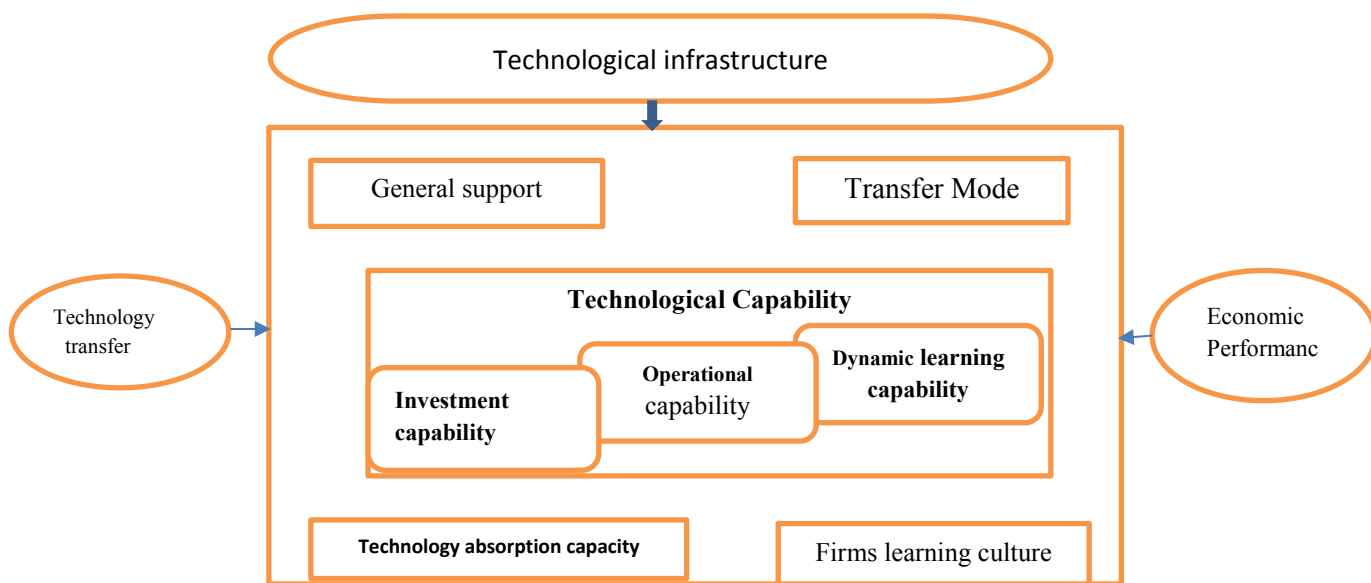 Technological infrastructure
General support
Transfer Mode
Technological Capability
Technology
transfer
Investment
capability
Operational
capability
Dynamic learning
capability
Economic
Performanc
Technology absorption capacity
Firms learning culture